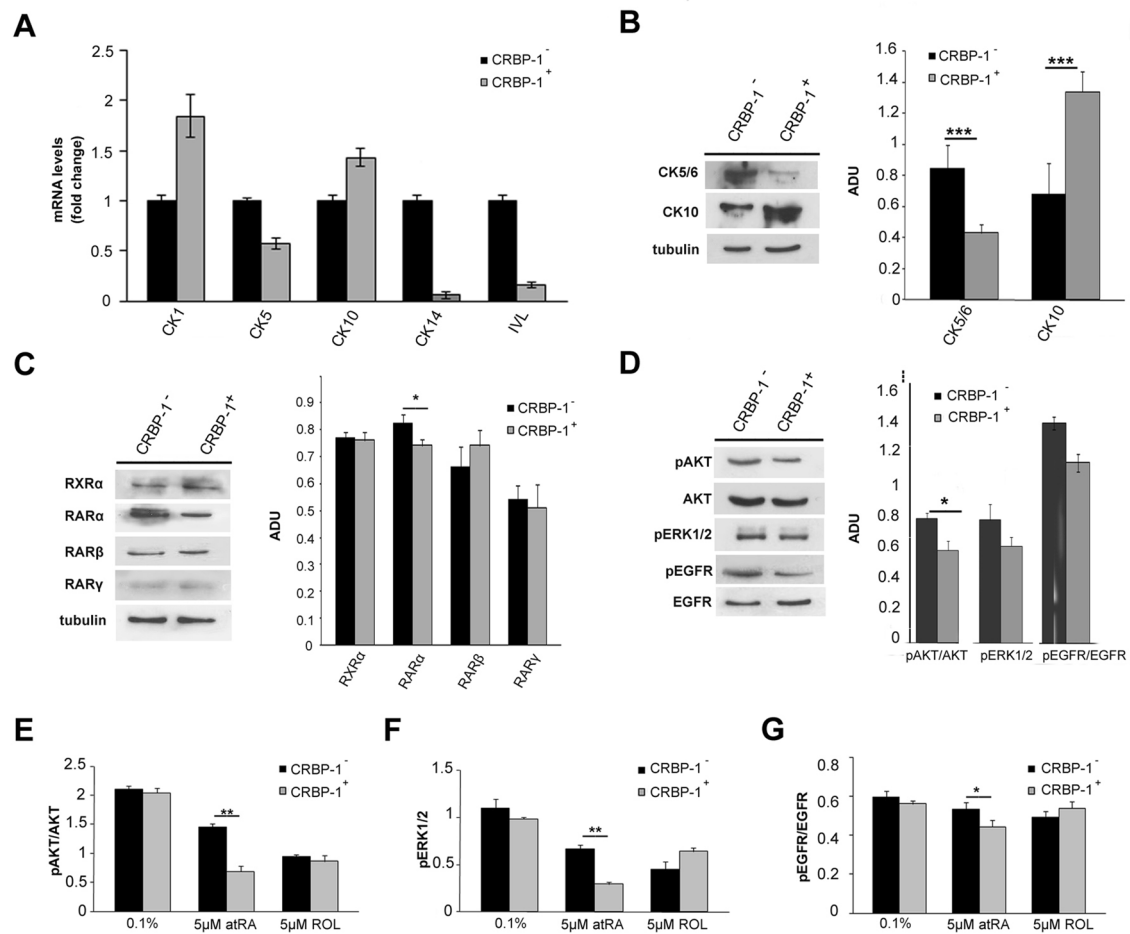 A
2.5
2
1.5
1
0.5
0
mRNA levels
(fold change)
CRBP-1⁻
CRBP-1⁺
CK1
CK5
CK10
CK14
IVL
B
CRBP-1⁻
CRBP-1⁺
CK5/6
CK10
tubulin
1.6
1.4
1.2
1
0.8
0.6
0.4
0.2
0
ADU
CRBP-1⁻
CRBP-1⁺
***
***
CK5/6
CK10
C
CRBP-1⁻
CRBP-1+
RXRα
RARα
RARβ
RARγ
tubulin
0.9
0.8
0.7
0.6
0.5
0.4
0.3
0.2
0.1
0
ADU
*
CRBP-1⁻
CRBP-1⁺
RXRα
RARα
RARβ
RARγ
D
CRBP-1⁻
CRBP-1+
pAKT
AKT
pERK1/2
pEGFR
EGFR
1.6
1.4
1.2
1
0.8
0.6
0.4
0.2
0
ADU
CRBP-1⁻
CRBP-1⁺
*
pAKT/AKT
pERK1/2
pEGFR/EGFR
E
2.5
2
1.5
1
0.5
0
pAKT/AKT
CRBP-1⁻
CRBP-1⁺
**
0.1%
5µM atRA
5µM ROL
F
1.5
1
0.5
0
pERK1/2
CRBP-1⁻
CRBP-1⁺
**
0.1%
5µM atRA
5µM ROL
G
0.8
0.6
0.4
0.2
0
pEGFR/EGFR
CRBP-1⁻
CRBP-1⁺
*
0.1%
5µM atRA
5µM ROL